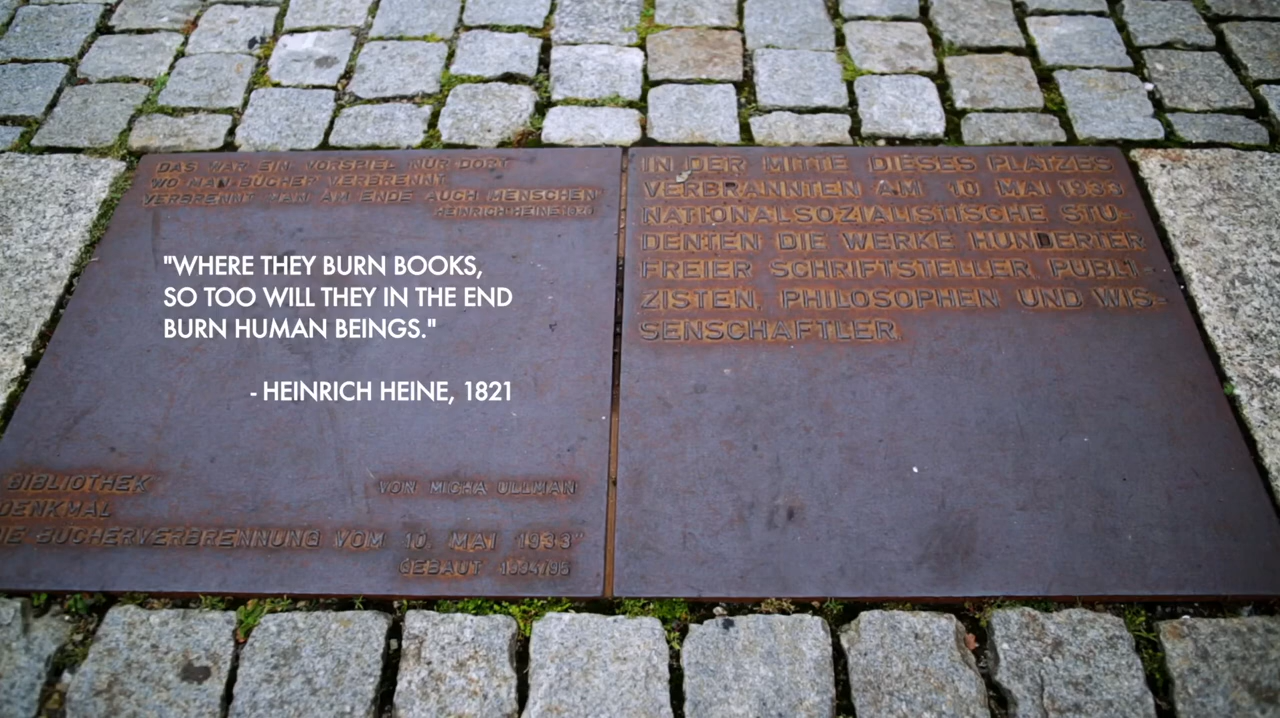 DAS WAR EIN VORSPIEL NUR DORT
WO MAN BÜCHER VERBRENNT
VERBRENNT MAN AM ENDE AUCH MENSCHEN
HEINRICH HEINE 1820
"WHERE THEY BURN BOOKS,
SO TOO WILL THEY IN THE END
BURN HUMAN BEINGS."
- HEINRICH HEINE, 1821
BIBLIOTHEK
VON MICHA ULLMAN
DENKMAL
IE BÜCHERVERBRENNUNG VOM 10. MAI 1933"
GEBAUT 1994/95
IN DER MITTE DIESES PLATZES
VERBRANNTEN AM 10. MAI 1933
NATIONALSOZIALISTISCHE STU-
DENTEN DIE WERKE HUNDERTER
FREIER SCHRIFTSTELLER, PUBLI-
ZISTEN, PHILOSOPHEN UND WIS-
SENSCHAFTLER.